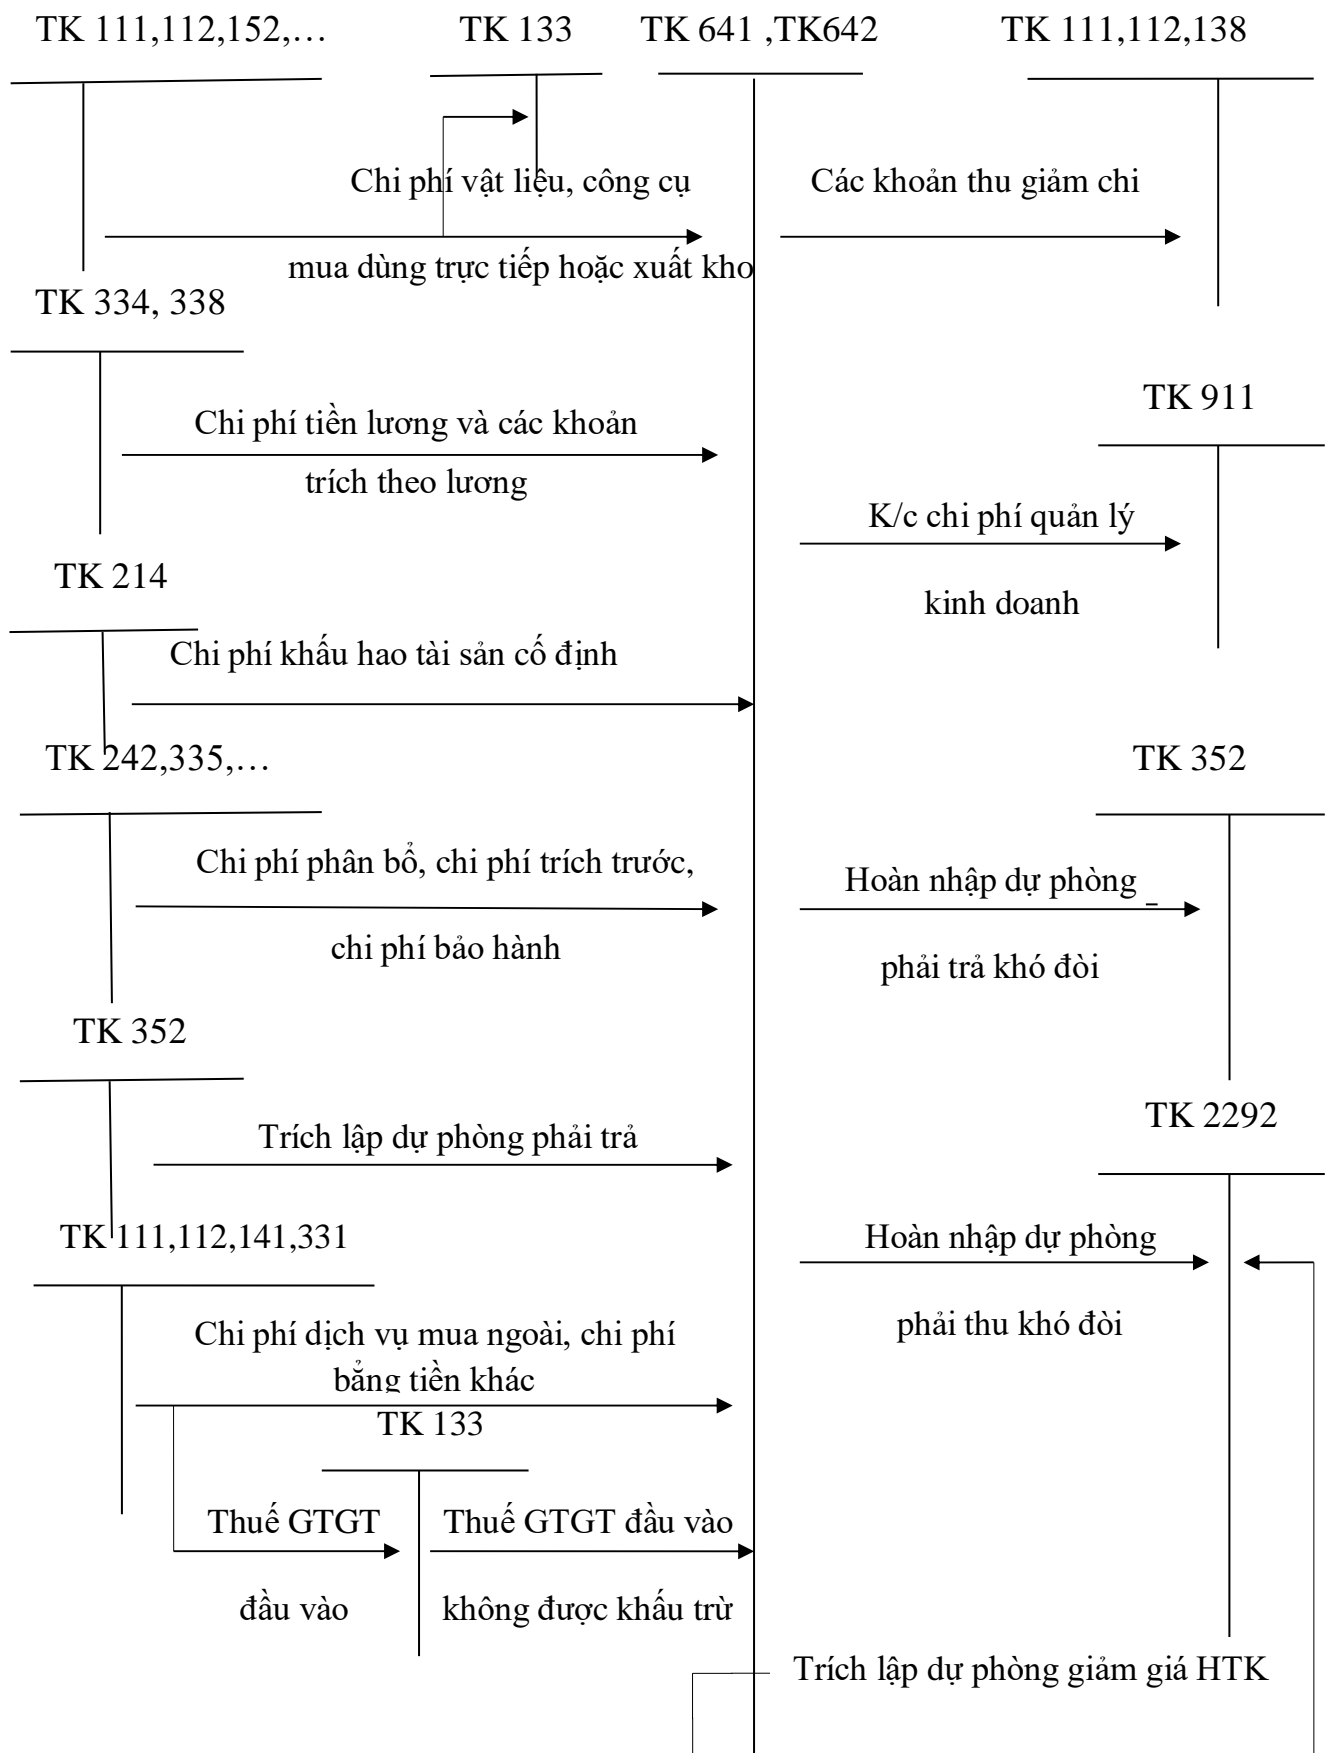 TK 111,112,152,…
TK 133
TK 641 ,TK642
TK 111,112,138
Chi phí vật liệu, công cụ
Các khoản thu giảm chi
mua dùng trực tiếp hoặc xuất kho
TK 334, 338
TK 911
Chi phí tiền lương và các khoản
trích theo lương
K/c chi phí quản lý
kinh doanh
TK 214
Chi phí khấu hao tài sản cố định
TK 242,335,…
TK 352
Chi phí phân bổ, chi phí trích trước,
Hoàn nhập dự phòng
chi phí bảo hành
phải trả khó đòi
TK 352
TK 2292
Trích lập dự phòng phải trả
TK 111,112,141,331
Hoàn nhập dự phòng
phải thu khó đòi
Chi phí dịch vụ mua ngoài, chi phí
bằng tiền khác
TK 133
Thuế GTGT
Thuế GTGT đầu vào
đầu vào
không được khấu trừ
Trích lập dự phòng giảm giá HTK